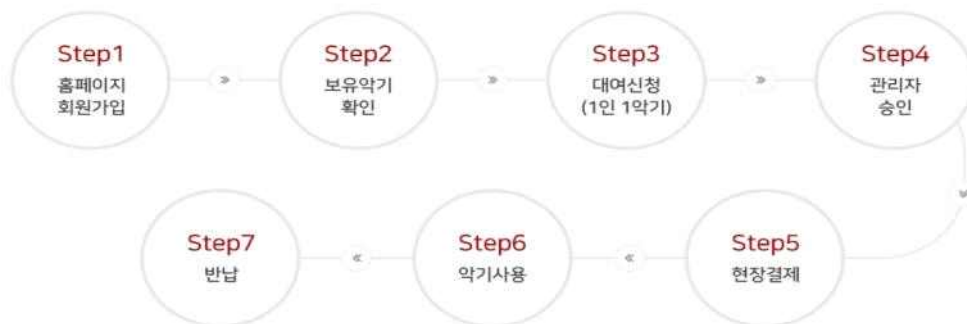 Step1
홈페이지
회원가입
Step2
보유악기
확인
Step3
대여신청
(1인 1악기)
Step4
관리자
승인
Step5
현장결제
Step6
악기사용
Step7
반납